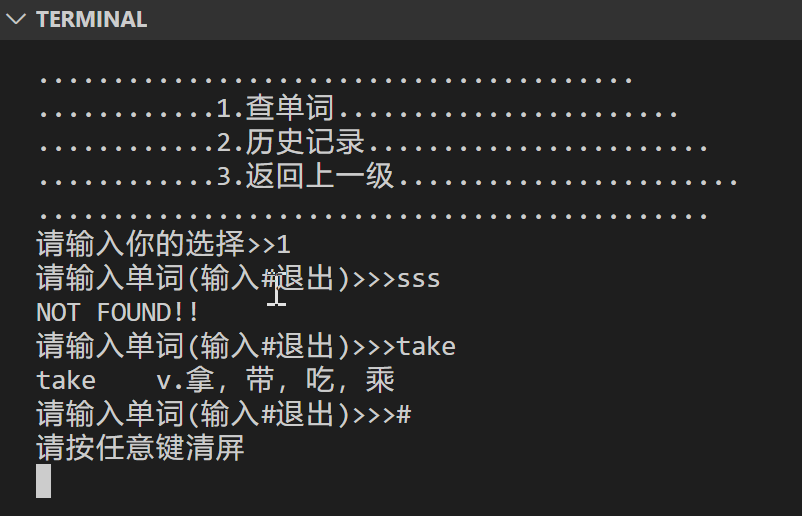 TERMINAL
........................................
............1.查单词.......................
............2.历史记录.......................
............3.返回上一级.......................
.............................................
请输入你的选择>>1
请输入单词(输入#退出)>>>sss
NOT FOUND!!
请输入单词(输入#退出)>>>take
take    v.拿, 带, 吃, 乘
请输入单词(输入#退出)>>>#
请按任意键清屏